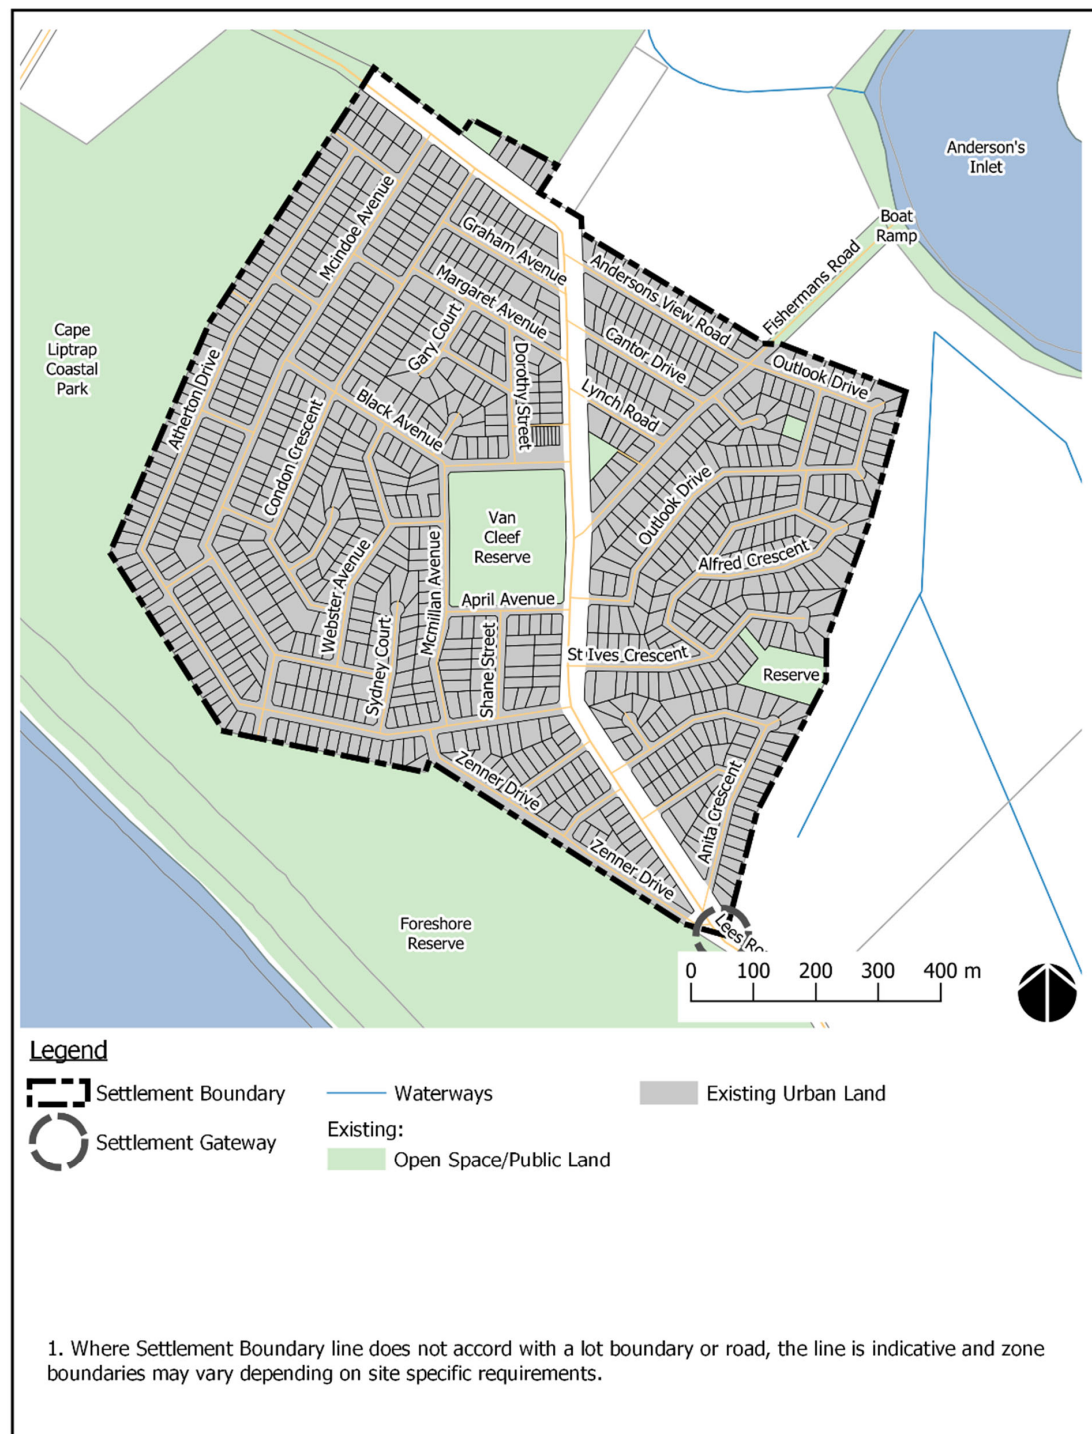 Anderson's
Inlet
Boat
Ramp
Fishermans Road
Mcindoe Avenue
Graham Avenue
Andersons View Road
Margaret Avenue
Cape
Liptrap
Coastal
Park
Gary Court
Cantor Drive
Outlook Drive
Dorothy Street
Lynch Road
Atherton Drive
Black Avenue
Condon Crescent
Outlook Drive
Van
Cleef
Reserve
Alfred Crescent
Webster Avenue
Mcmillan Avenue
April Avenue
Sydney Court
Shane Street
St Ives Crescent
Reserve
Zenner Drive
Anita Crescent
Zenner Drive
Foreshore
Reserve
Lees
0 100 200 300 400 m
Legend
Settlement Boundary
Waterways
Existing Urban Land
Settlement Gateway
Existing:
Open Space/Public Land
1. Where Settlement Boundary line does not accord with a lot boundary or road, the line is indicative and zone
boundaries may vary depending on site specific requirements.